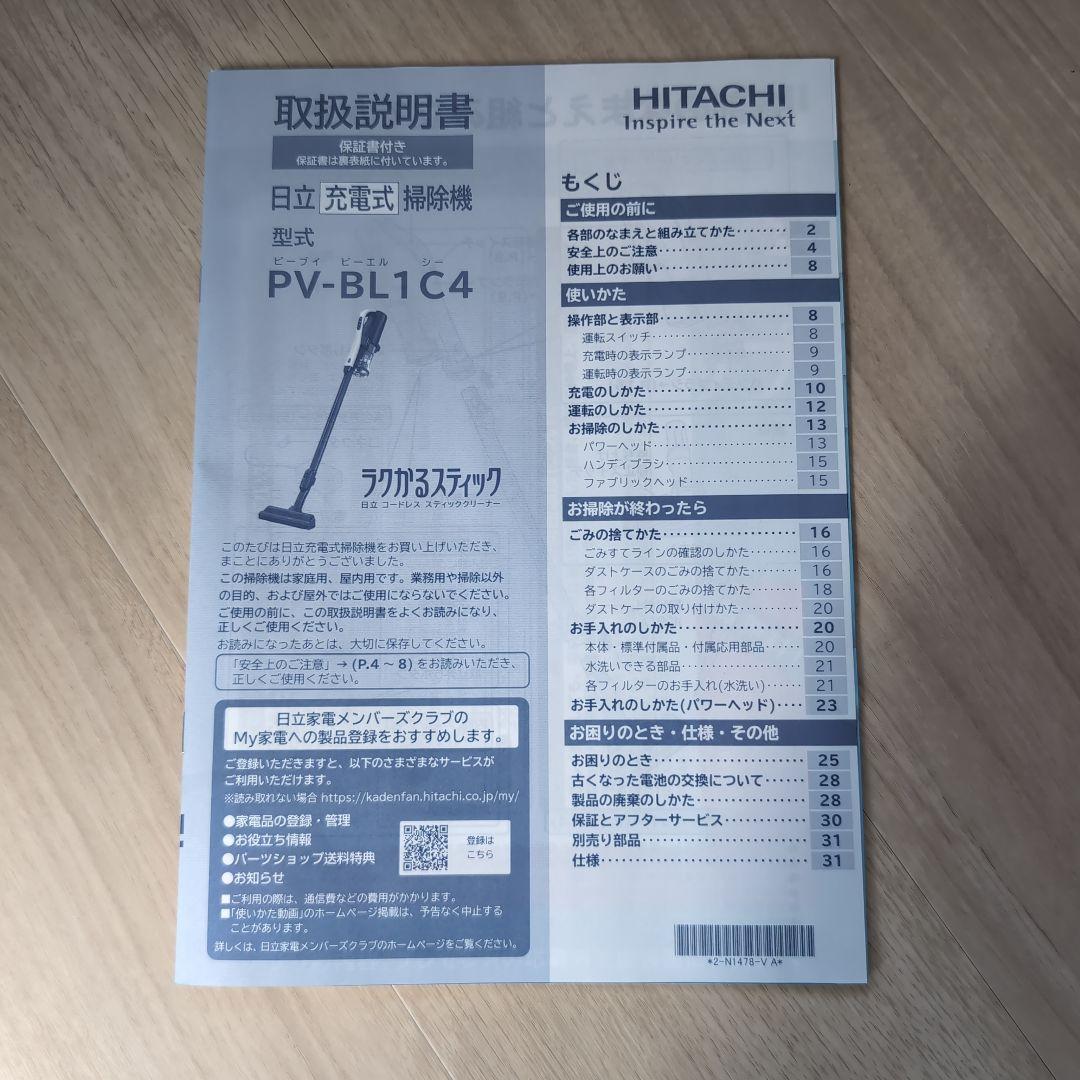 取扱説明書
保証書付き
保証書は裏表紙に付いています。
日立 充電式 掃除機
型式
ピーブイ ビーエル シー
PV-BL1C4
ラクかるスティック
日立 コードレス スティッククリーナー
このたびは日立充電式掃除機をお買い上げいただき、
まことにありがとうございました。
この掃除機は家庭用、屋内用です。業務用や掃除以外
の目的、および屋外ではご使用にならないでください。
ご使用の前に、この取扱説明書をよくお読みになり、
正しくご使用ください。
お読みになったあとは、大切に保存してください。
「安全上のご注意」→ (P.4 ～ 8) をお読みいただき、
正しくご使用ください。
日立家電メンバーズクラブの
My家電への製品登録をおすすめします。
ご登録いただきますと、以下のさまざまなサービスが
ご利用いただけます。
※読み取れない場合 https://kadenfan.hitachi.co.jp/my/
●家電品の登録・管理
●お役立ち情報
●パーツショップ送料特典
●お知らせ
登録は
こちら
■ご利用の際は、通信費などの費用がかかります。
■「使いかた動画」のホームページ掲載は、予告なく中止する
ことがあります。
詳しくは、日立家電メンバーズクラブのホームページをご覧ください。
HITACHI
Inspire the Next
もくじ
ご使用の前に
各部のなまえと組み立てかた‥‥‥‥ 2
安全上のご注意‥‥‥‥‥‥‥‥‥‥ 4
使用上のお願い‥‥‥‥‥‥‥‥‥‥ 8
使いかた
操作部と表示部‥‥‥‥‥‥‥‥‥‥ 8
運転スイッチ‥‥‥‥‥‥‥‥‥‥ 8
充電時の表示ランプ‥‥‥‥‥‥‥ 9
運転時の表示ランプ‥‥‥‥‥‥‥ 9
充電のしかた‥‥‥‥‥‥‥‥‥‥‥ 10
運転のしかた‥‥‥‥‥‥‥‥‥‥‥ 12
お掃除のしかた‥‥‥‥‥‥‥‥‥‥ 13
パワーヘッド‥‥‥‥‥‥‥‥‥‥ 13
ハンディブラシ‥‥‥‥‥‥‥‥‥ 15
ファブリックヘッド‥‥‥‥‥‥‥ 15
お掃除が終わったら
ごみの捨てかた‥‥‥‥‥‥‥‥‥‥ 16
ごみすてラインの確認のしかた‥‥ 16
ダストケースのごみの捨てかた‥‥ 16
各フィルターのごみの捨てかた‥‥ 18
ダストケースの取り付けかた‥‥‥ 20
お手入れのしかた‥‥‥‥‥‥‥‥‥ 20
本体・標準付属品・付属応用部品‥‥ 20
水洗いできる部品‥‥‥‥‥‥‥‥ 21
各フィルターのお手入れ(水洗い)‥‥ 21
お手入れのしかた(パワーヘッド)‥‥ 23
お困りのとき・仕様・その他
お困りのとき‥‥‥‥‥‥‥‥‥‥‥ 25
古くなった電池の交換について‥‥‥ 28
製品の廃棄のしかた‥‥‥‥‥‥‥‥ 28
保証とアフターサービス‥‥‥‥‥‥ 30
別売り部品‥‥‥‥‥‥‥‥‥‥‥‥ 31
仕様‥‥‥‥‥‥‥‥‥‥‥‥‥‥‥ 31
*2-N1478-V A*